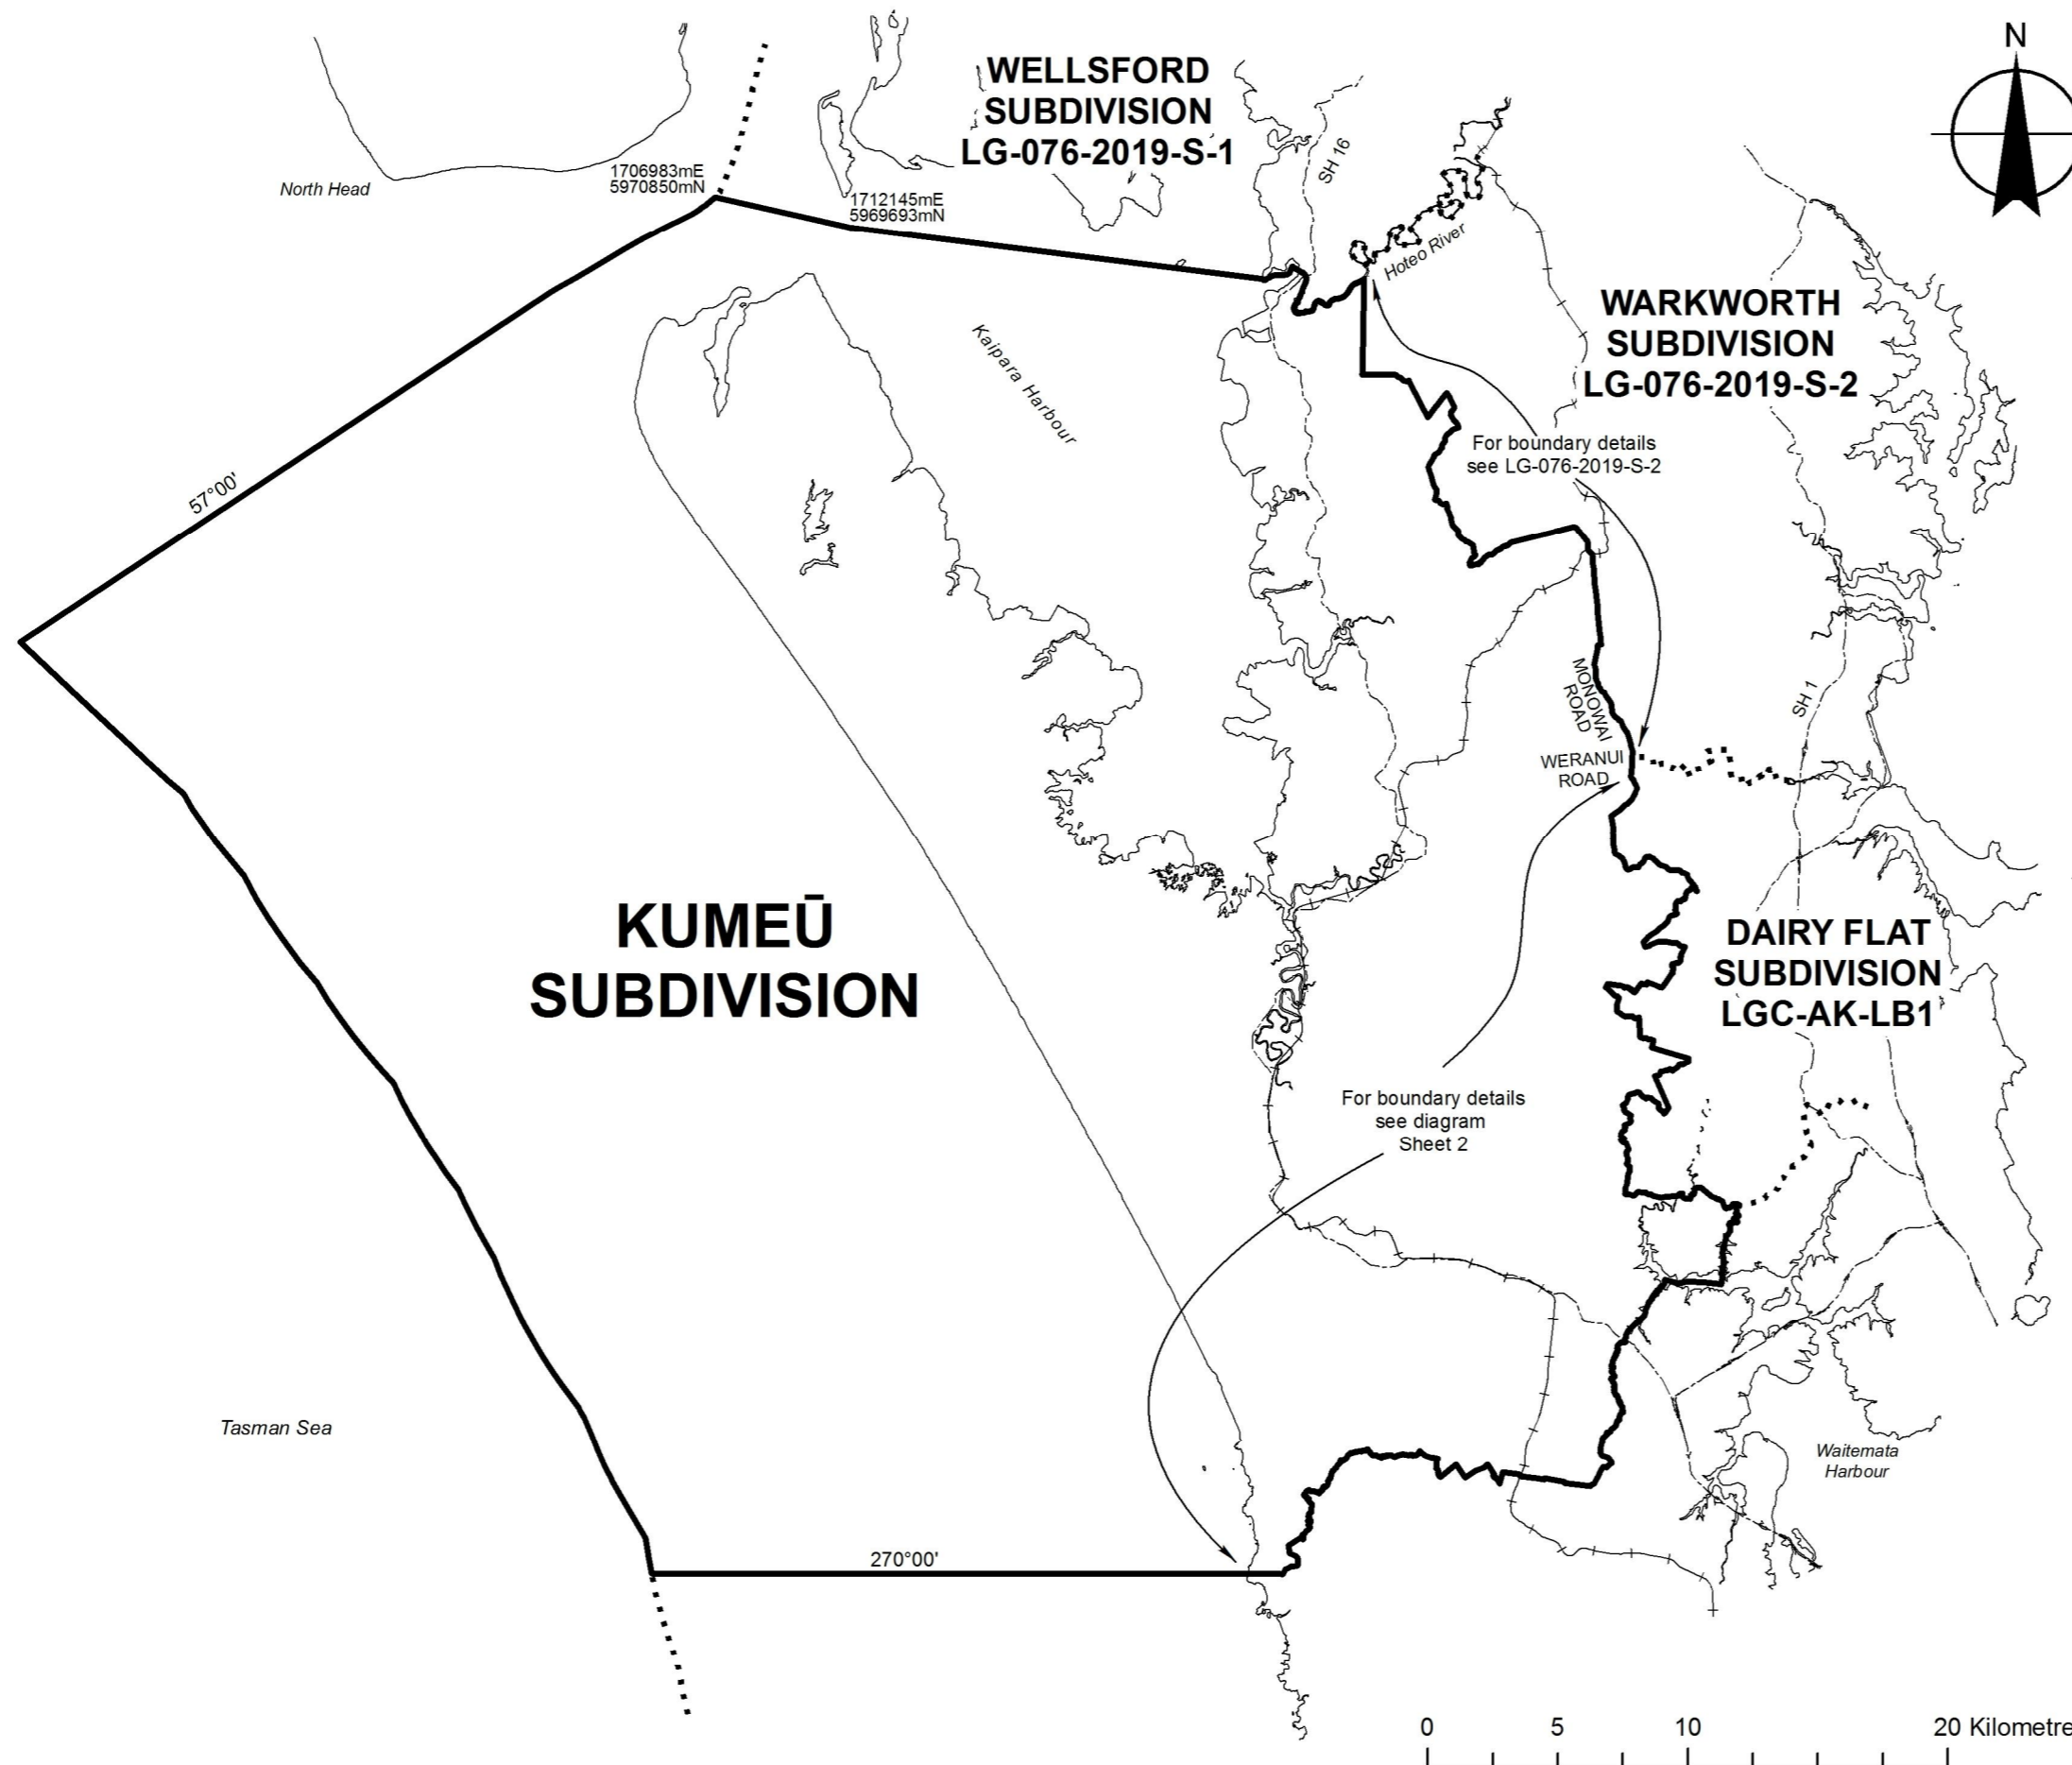 N
WELLSFORD
SUBDIVISION
LG-076-2019-S-1
SH 16
North Head
1706983mE
5970850mN
1712145mE
5969693mN
Hoteo River
WARKWORTH
SUBDIVISION
LG-076-2019-S-2
Kaipara Harbour
For boundary details
see LG-076-2019-S-2
57°00'
MONOWAI
ROAD
SH 1
WERANUI
ROAD
KUMEŪ
SUBDIVISION
DAIRY FLAT
SUBDIVISION
LGC-AK-LB1
For boundary details
see diagram
Sheet 2
Tasman Sea
Waitemata
Harbour
270°00'
0 5 10 20 Kilometre